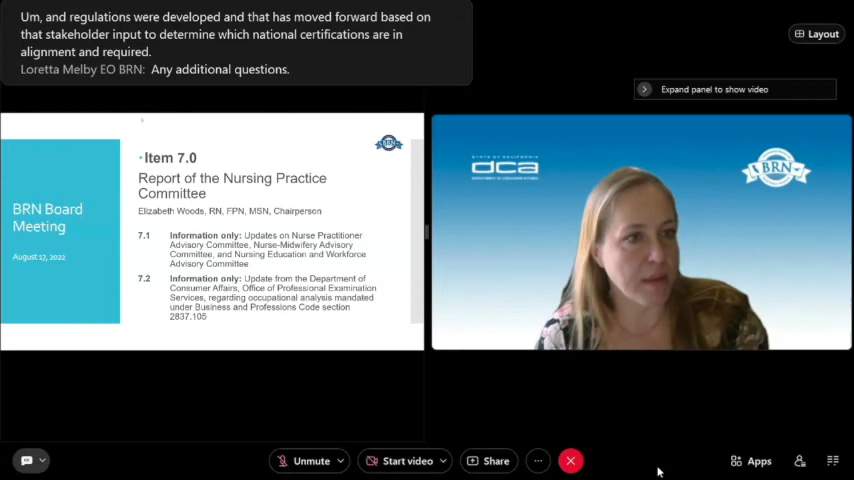 Um, and regulations were developed and that has moved forward based on
that stakeholder input to determine which national certifications are in
alignment and required.
Loretta Melby EO BRN: Any additional questions.
Layout
Expand panel to show video
BRN Board
Meeting
August 17, 2022
BRN
•Item 7.0
Report of the Nursing Practice
Committee
Elizabeth Woods, RN, FPN, MSN, Chairperson
7.1 Information only: Updates on Nurse Practitioner
Advisory Committee, Nurse-Midwifery Advisory
Committee, and Nursing Education and Workforce
Advisory Committee
7.2 Information only: Update from the Department of
Consumer Affairs, Office of Professional Examination
Services, regarding occupational analysis mandated
under Business and Professions Code section
2837.105
STATE OF CALIFORNIA
dca
DEPARTMENT OF CONSUMER AFFAIRS
BRN
Unmute
Start video
Share
Apps